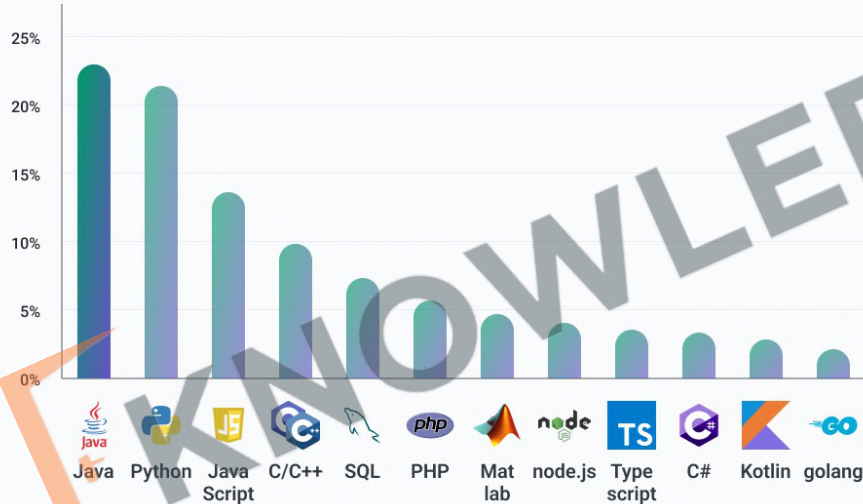 25%
20%
15%
10%
5%
0%
KNOWLED
Java
JS
C
C++
php
node
JS
TS
C#
GO
Java Python Java C/C++ SQL PHP Mat node.js Type C# Kotlin golang
Script lab script